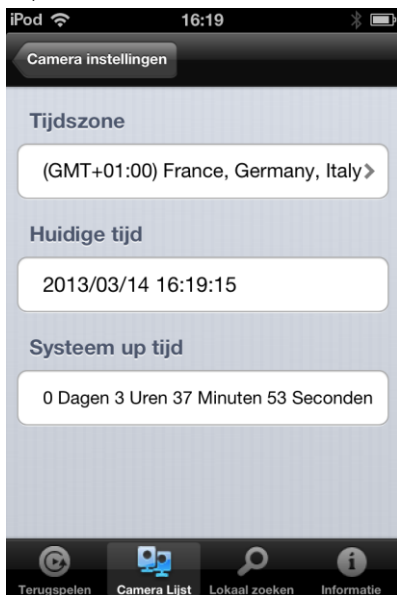 iPod 16:19
Camera instellingen
Tijdszone
(GMT+01:00) France, Germany, Italy
Huidige tijd
2013/03/14 16:19:15
Systeem up tijd
0 Dagen 3 Uren 37 Minuten 53 Seconden
Terugspelen Camera Lijst Lokaal zoeken Informatie